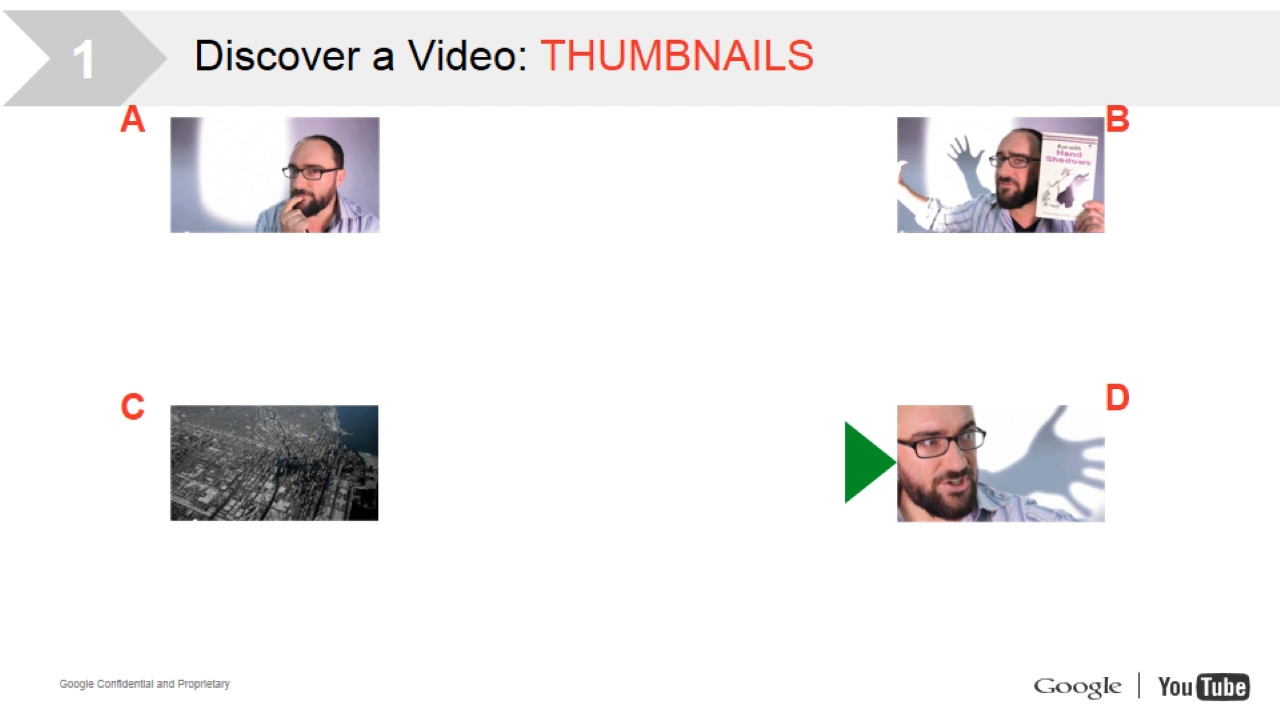 1
Discover a Video: THUMBNAILS
A
B
Fun with
Hand
Shadows
C
D
Google Confidential and Proprietary
Google | YouTube